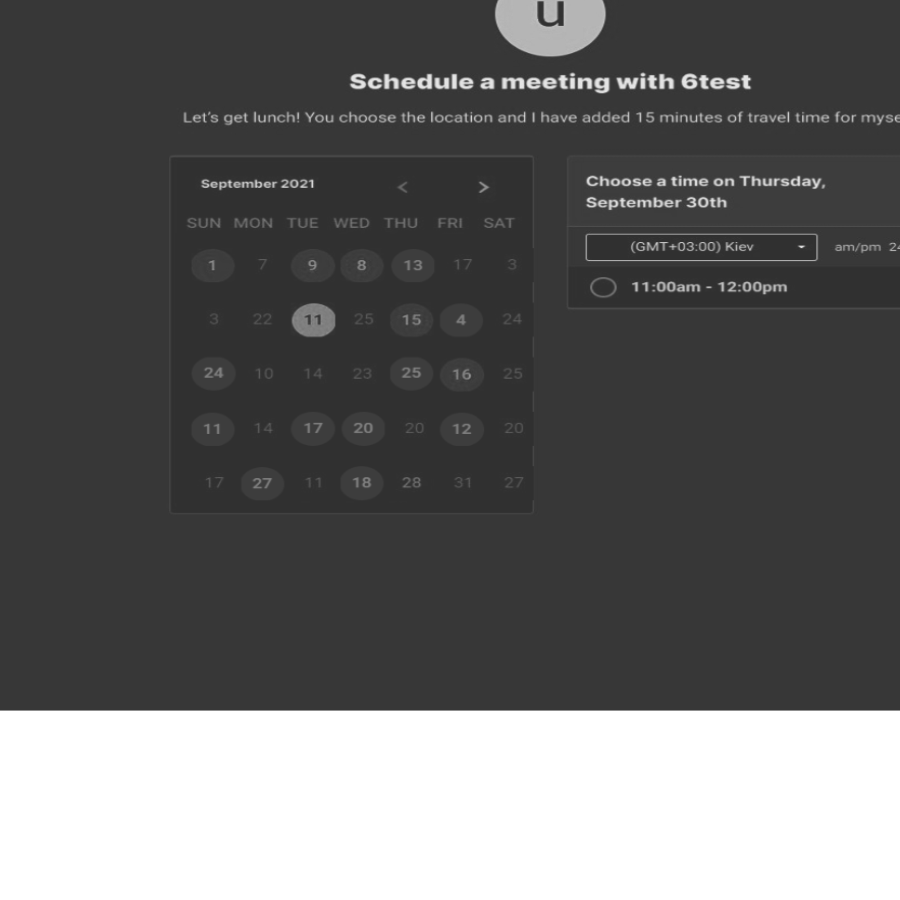 u
Schedule a meeting with 6test
Let's get lunch! You choose the location and I have added 15 minutes of travel time for myse
September 2021 < >
SUN MON TUE WED THU FRI SAT
1 7 9 8 13 17 3
3 22 11 25 15 4 24
24 10 14 23 25 16 25
11 14 17 20 20 12 20
17 27 11 18 28 31 27
Choose a time on Thursday,
September 30th
(GMT+03:00) Kiev am/pm 24
11:00am - 12:00pm